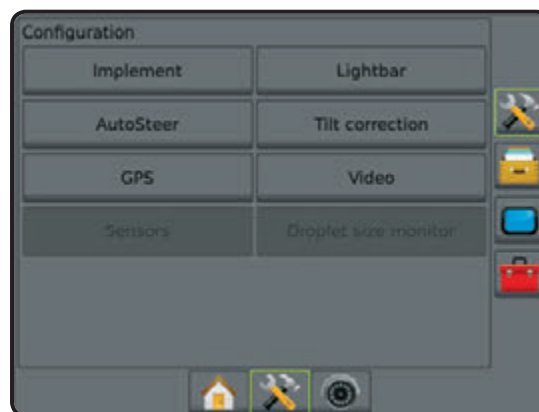 Configuration
Implement Lightbar
AutoSteer Tilt correction
GPS Video
Sensors Droplet size monitor